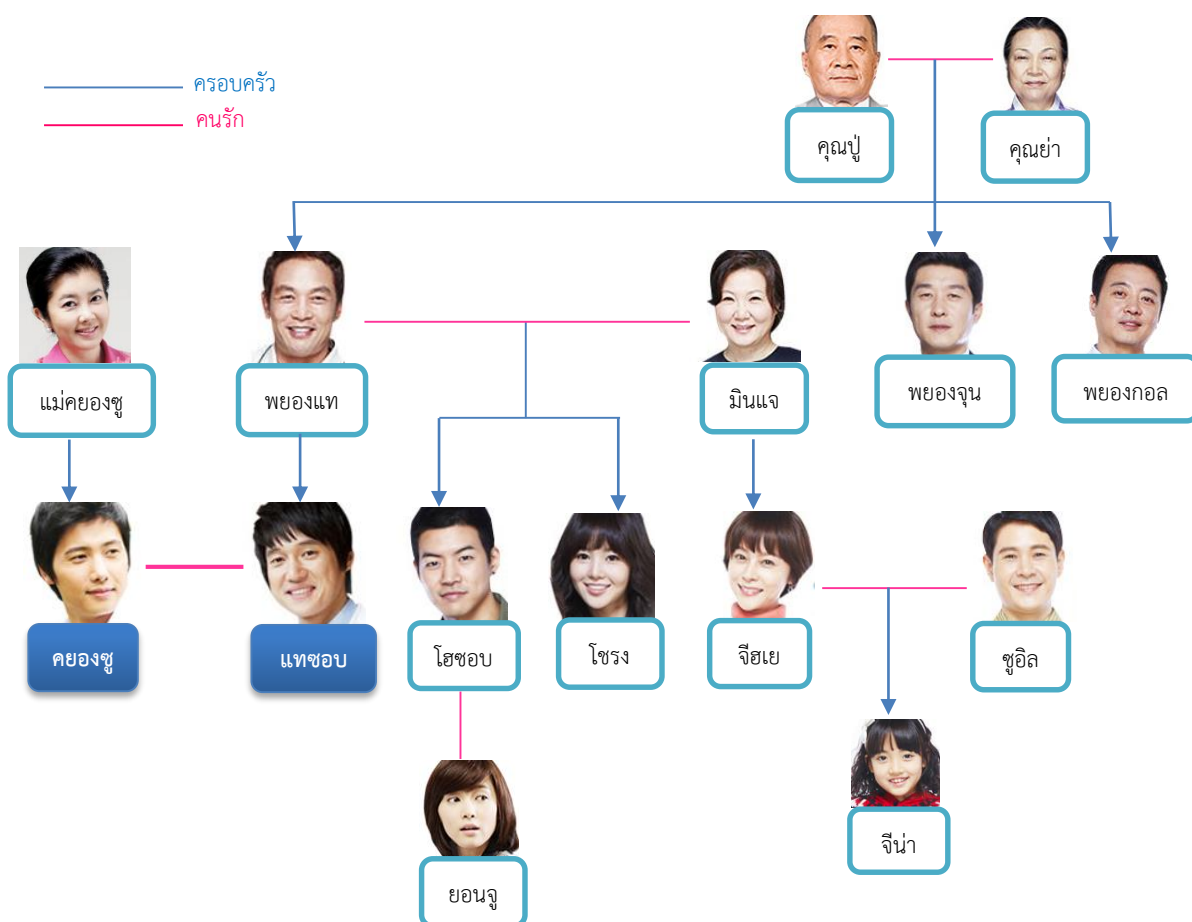 ครอบครัว
คนรัก
คุณปู่
คุณย่า
แม่คยองซู
พยองแท
มินแจ
พยองจุน
พยองกอล
คยองซู
แทซอบ
โฮซอบ
โชรง
จีฮเย
ซูอิล
จีน่า
ยอนจู